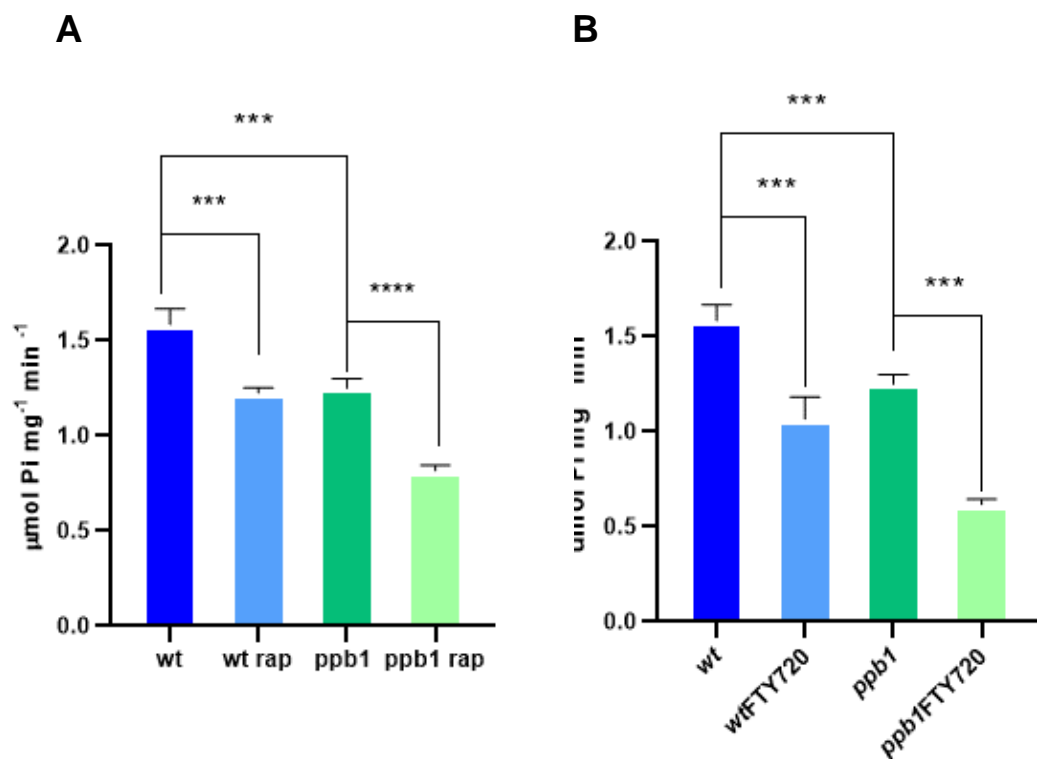 A
B
***
***
****
2.0
1.5
1.0
0.5
0.0
µmol Pi mg-1 min -1
wt
wt rap
ppb1
ppb1 rap
***
***
***
2.0
1.5
1.0
0.5
0.0
wt
wtFTY720
ppb1
ppb1FTY720